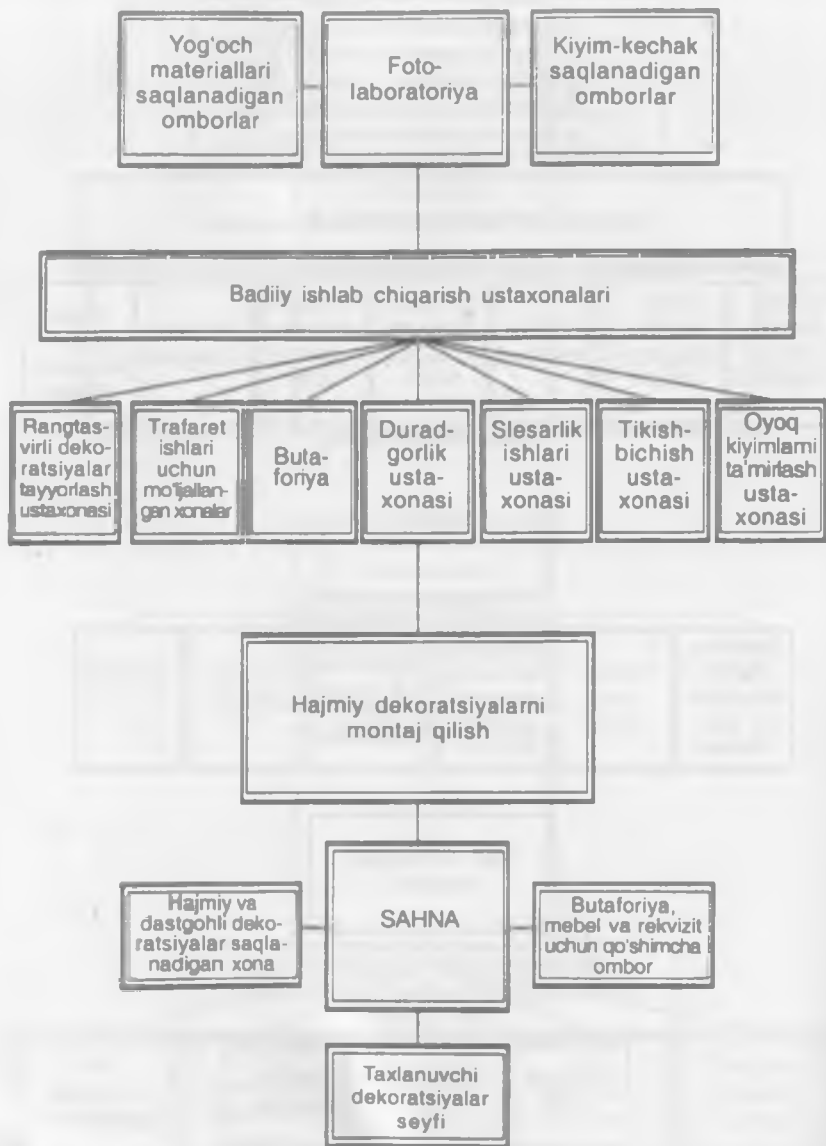 Yog‘och
materiallari
saqlanadigan
omborlar
Foto-
laboratoriya
Kiyim-kechak
saqlanadigan
omborlar
Badiiy ishlab chiqarish ustaxonalari
Rangtas-
virli deko-
ratsiyalar
tayyorlash
ustaxonasi
Trafaret
ishlari
uchun
mo‘ljallan-
gan xonalar
Buta-
foriya
Durad-
gorlik
usta-
xonasi
Slesarlik
ishlari
usta-
xonasi
Tikish-
bichish
usta-
xonasi
Oyoq
kiyimlarni
ta’mirlash
usta-
xonasi
Hajmiy dekoratsiyalarni
montaj qilish
Hajmiy va
dastgohli deko-
ratsiyalar saqla-
nadigan xona
SAHNA
Butaforiya,
mebel va rekvizit
uchun qo‘shimcha
ombor
Taxlanuvchi
dekoratsiyalar
seyfi